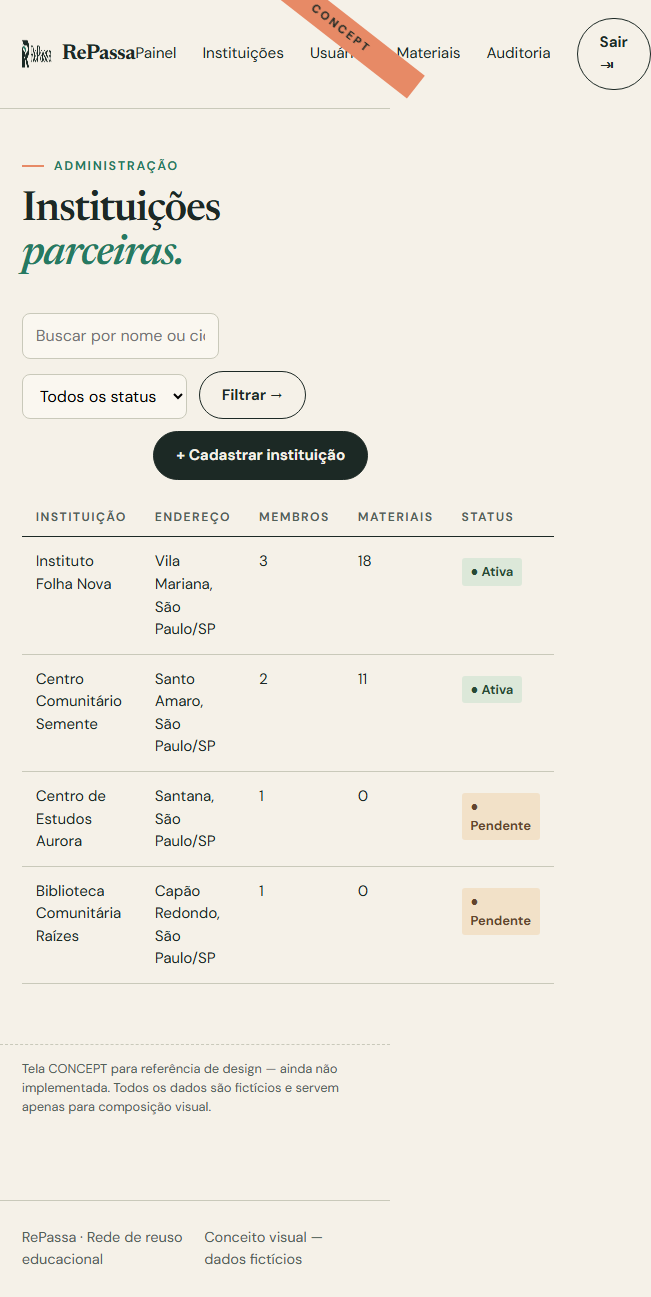 RePassa Painel Instituições Materiais Auditoria Sair
CONCEPT
ADMINISTRAÇÃO
Instituições
parceiras.
Buscar por nome ou
Todos os status Filtrar →
+ Cadastrar instituição
INSTITUIÇÃO ENDEREÇO MEMBROS MATERIAIS STATUS
Instituto Vila 3 18
Folha Nova Mariana, ● Ativa
São
Paulo/SP
Centro Santo 2 11
Comunitário Amaro, ● Ativa
Semente São
Paulo/SP
Centro de Santana, 1 0 ●
Estudos São Pendente
Aurora Paulo/SP
Biblioteca Capão 1 0 ●
Comunitária Redondo, Pendente
Raízes São
Paulo/SP
Tela CONCEPT para referência de design — ainda não
implementada. Todos os dados são fictícios e servem
apenas para composição visual.
RePassa · Rede de reuso Conceito visual —
educacional dados fictícios